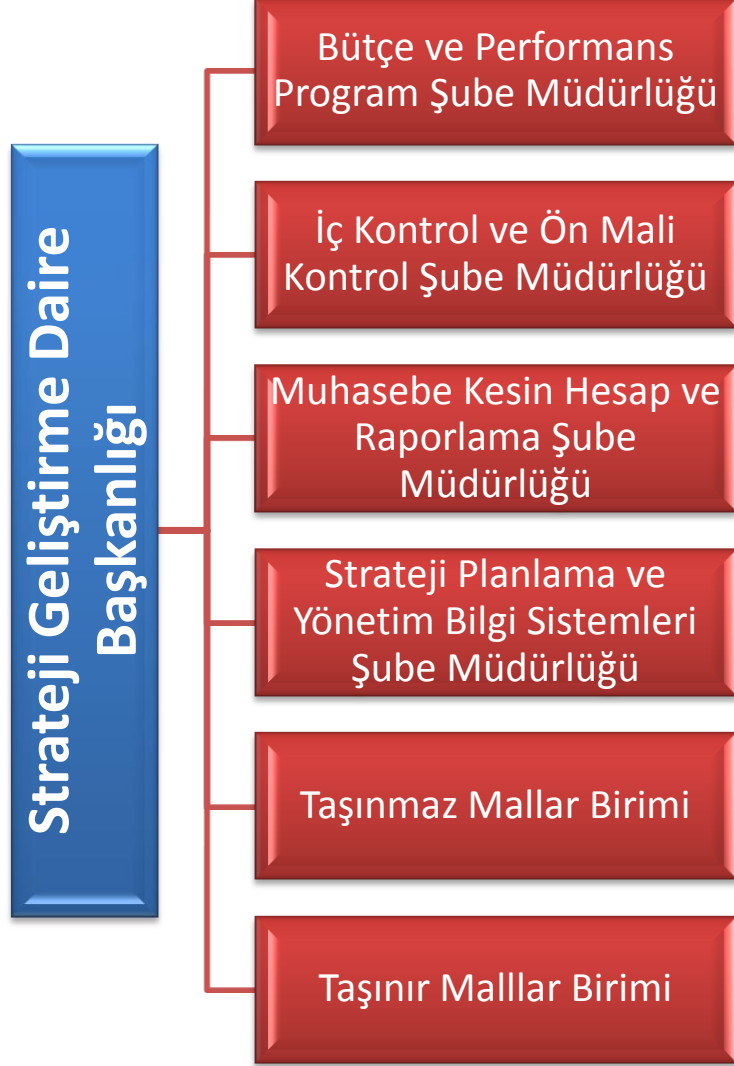 Strateji Geliştirme Daire
Başkanlığı
Bütçe ve Performans
Program Şube Müdürlüğü
İç Kontrol ve Ön Mali
Kontrol Şube Müdürlüğü
Muhasebe Kesin Hesap ve
Raporlama Şube
Müdürlüğü
Strateji Planlama ve
Yönetim Bilgi Sistemleri
Şube Müdürlüğü
Taşınmaz Mallar Birimi
Taşınır Malllar Birimi